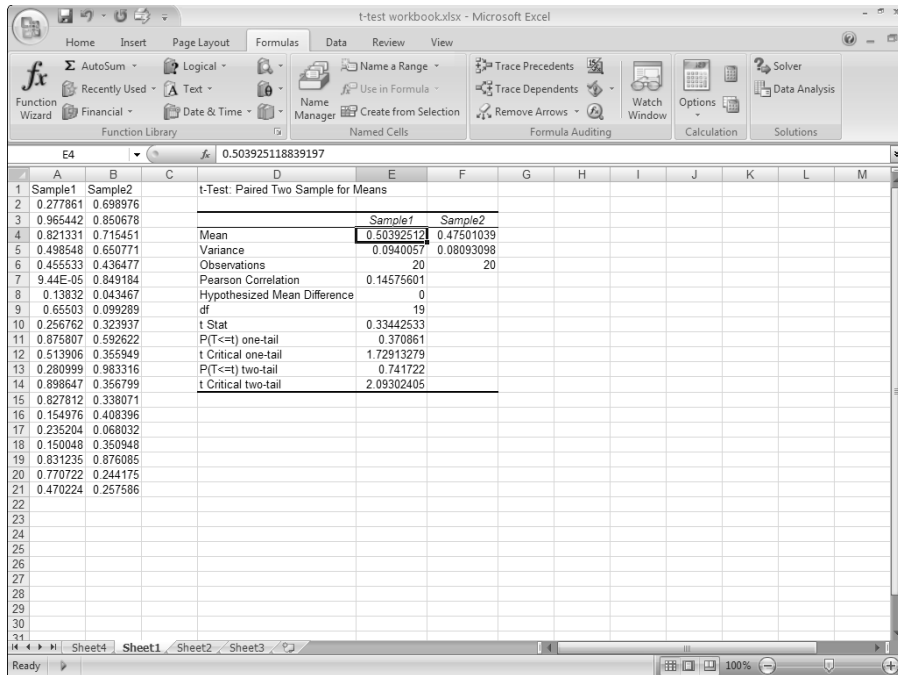 t-test workbook.xlsx - Microsoft Excel
Home Insert Page Layout Formulas Data Review View
fx Function Wizard
Σ AutoSum
Recently Used
Financial
Logical
Text
Date & Time
Function Library
Name Manager
Name a Range
Use in Formula
Create from Selection
Named Cells
Trace Precedents
Trace Dependents
Remove Arrows
Formula Auditing
Watch Window
Options
Calculation
Solver
Data Analysis
Solutions
E4 fx 0.503925118839197
A B C D E F G H I J K L M
1 Sample1 Sample2 t-Test: Paired Two Sample for Means
2 0.277861 0.698976
3 0.965442 0.850678 Sample1 Sample2
4 0.821331 0.715451 Mean 0.50392512 0.47501039
5 0.498548 0.650771 Variance 0.0940057 0.08093098
6 0.455533 0.436477 Observations 20 20
7 9.44E-05 0.849184 Pearson Correlation 0.14575601
8 0.13832 0.043467 Hypothesized Mean Difference 0
9 0.65503 0.099289 df 19
10 0.256762 0.323937 t Stat 0.33442533
11 0.875807 0.592622 P(T<=t) one-tail 0.370861
12 0.513906 0.355949 t Critical one-tail 1.72913279
13 0.280999 0.983316 P(T<=t) two-tail 0.741722
14 0.898647 0.356799 t Critical two-tail 2.09302405
15 0.827812 0.338071
16 0.154976 0.408396
17 0.235204 0.068032
18 0.150048 0.350948
19 0.831235 0.876085
20 0.770722 0.244175
21 0.470224 0.257586
22
23
24
25
26
27
28
29
30
31
Sheet4 Sheet1 Sheet2 Sheet3
Ready 100%